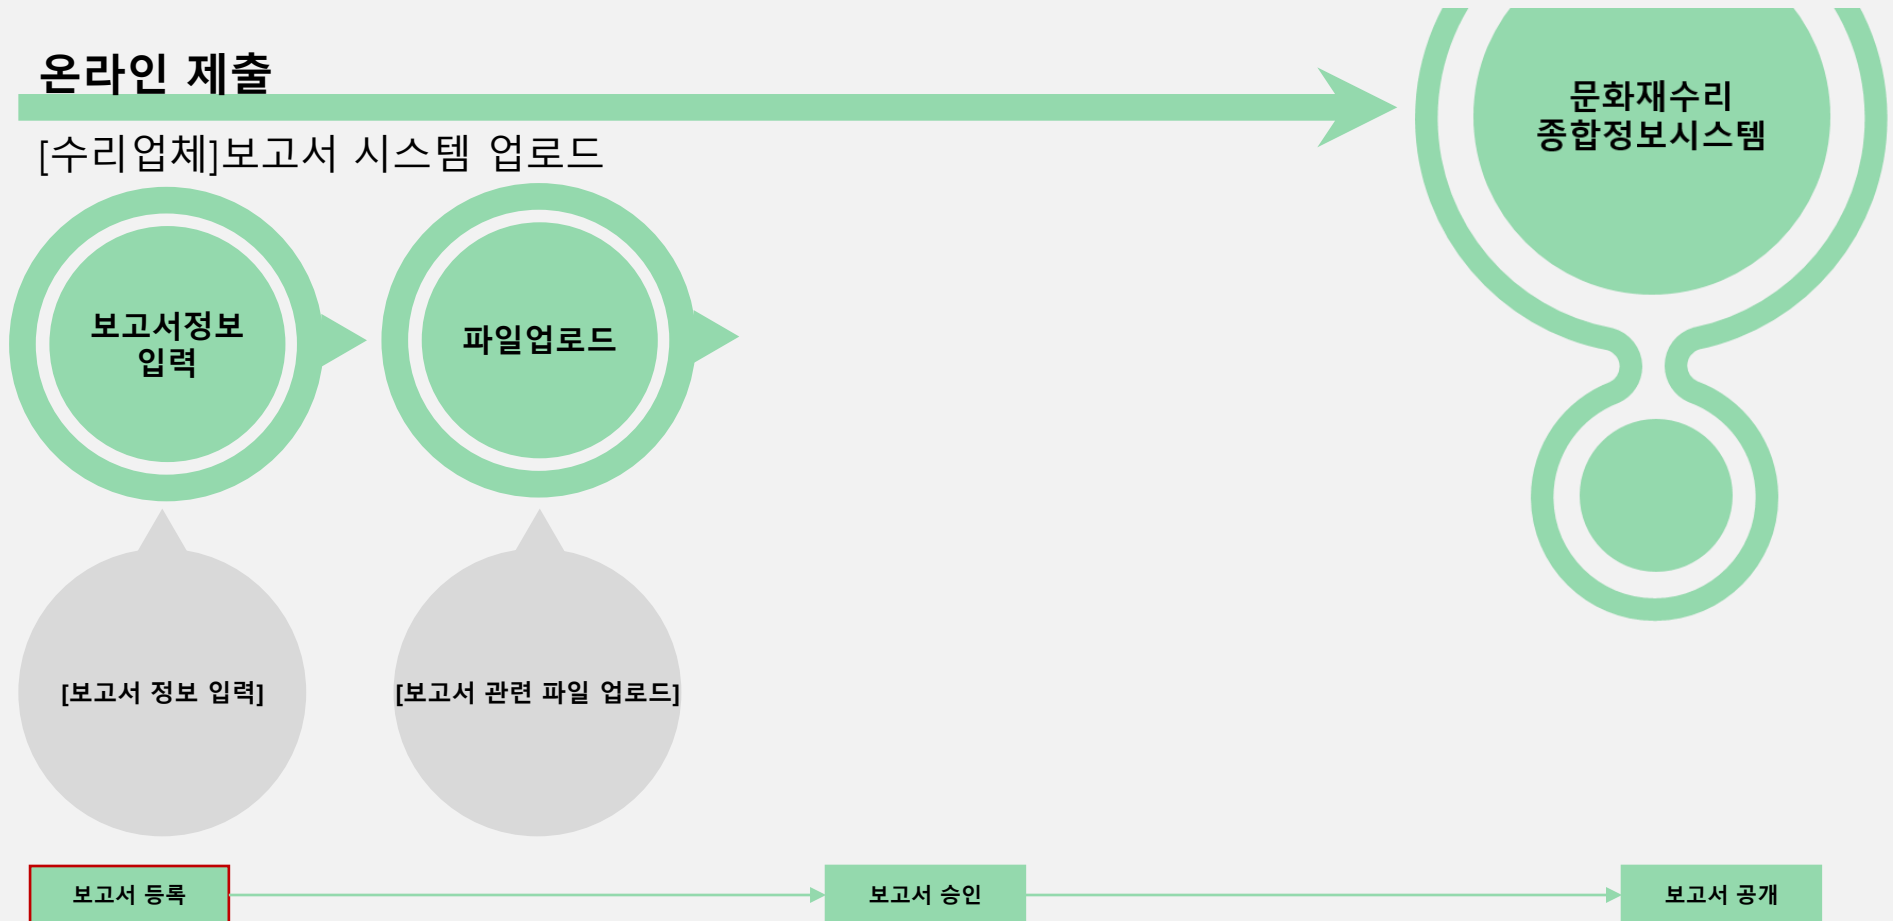 온라인 제출
[수리업체]보고서 시스템 업로드
문화재수리
종합정보시스템
보고서정보
입력
파일업로드
[보고서 정보 입력]
[보고서 관련 파일 업로드]
보고서 등록
보고서 승인
보고서 공개